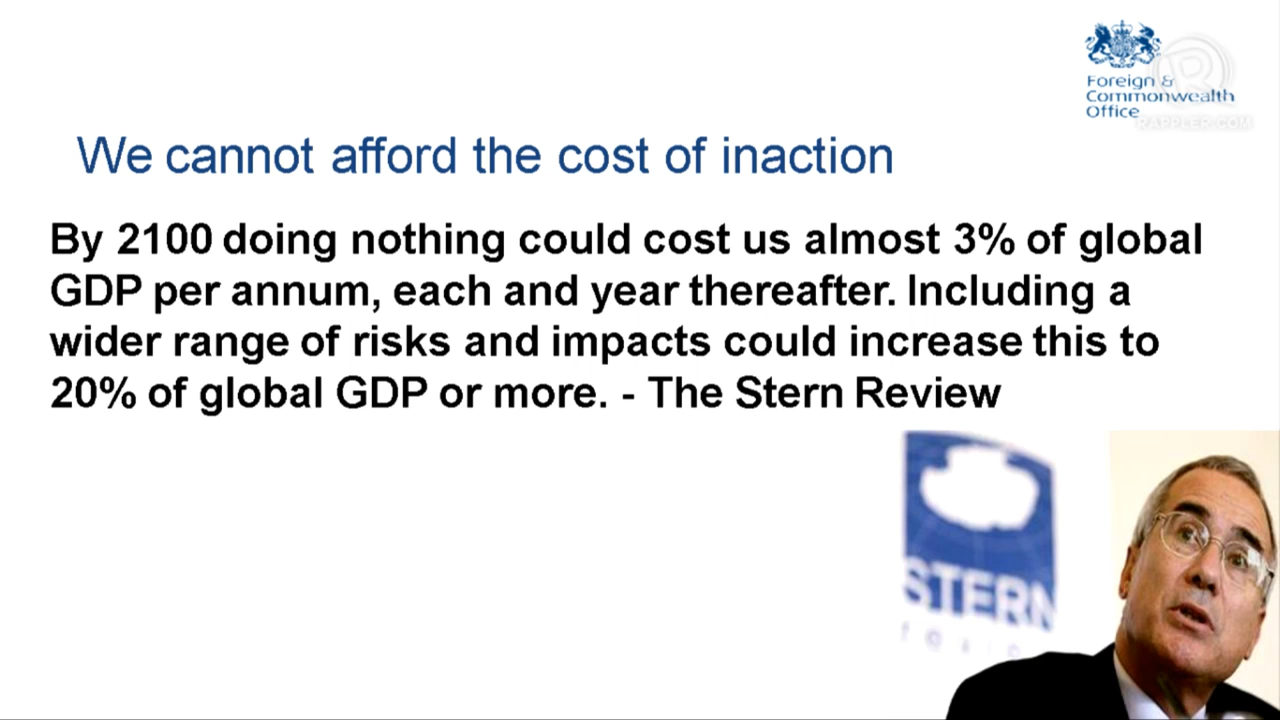 Foreign &
Commonwealth
Office
RAPPLER.COM
We cannot afford the cost of inaction
By 2100 doing nothing could cost us almost 3% of global
GDP per annum, each and year thereafter. Including a
wider range of risks and impacts could increase this to
20% of global GDP or more. - The Stern Review
STERN